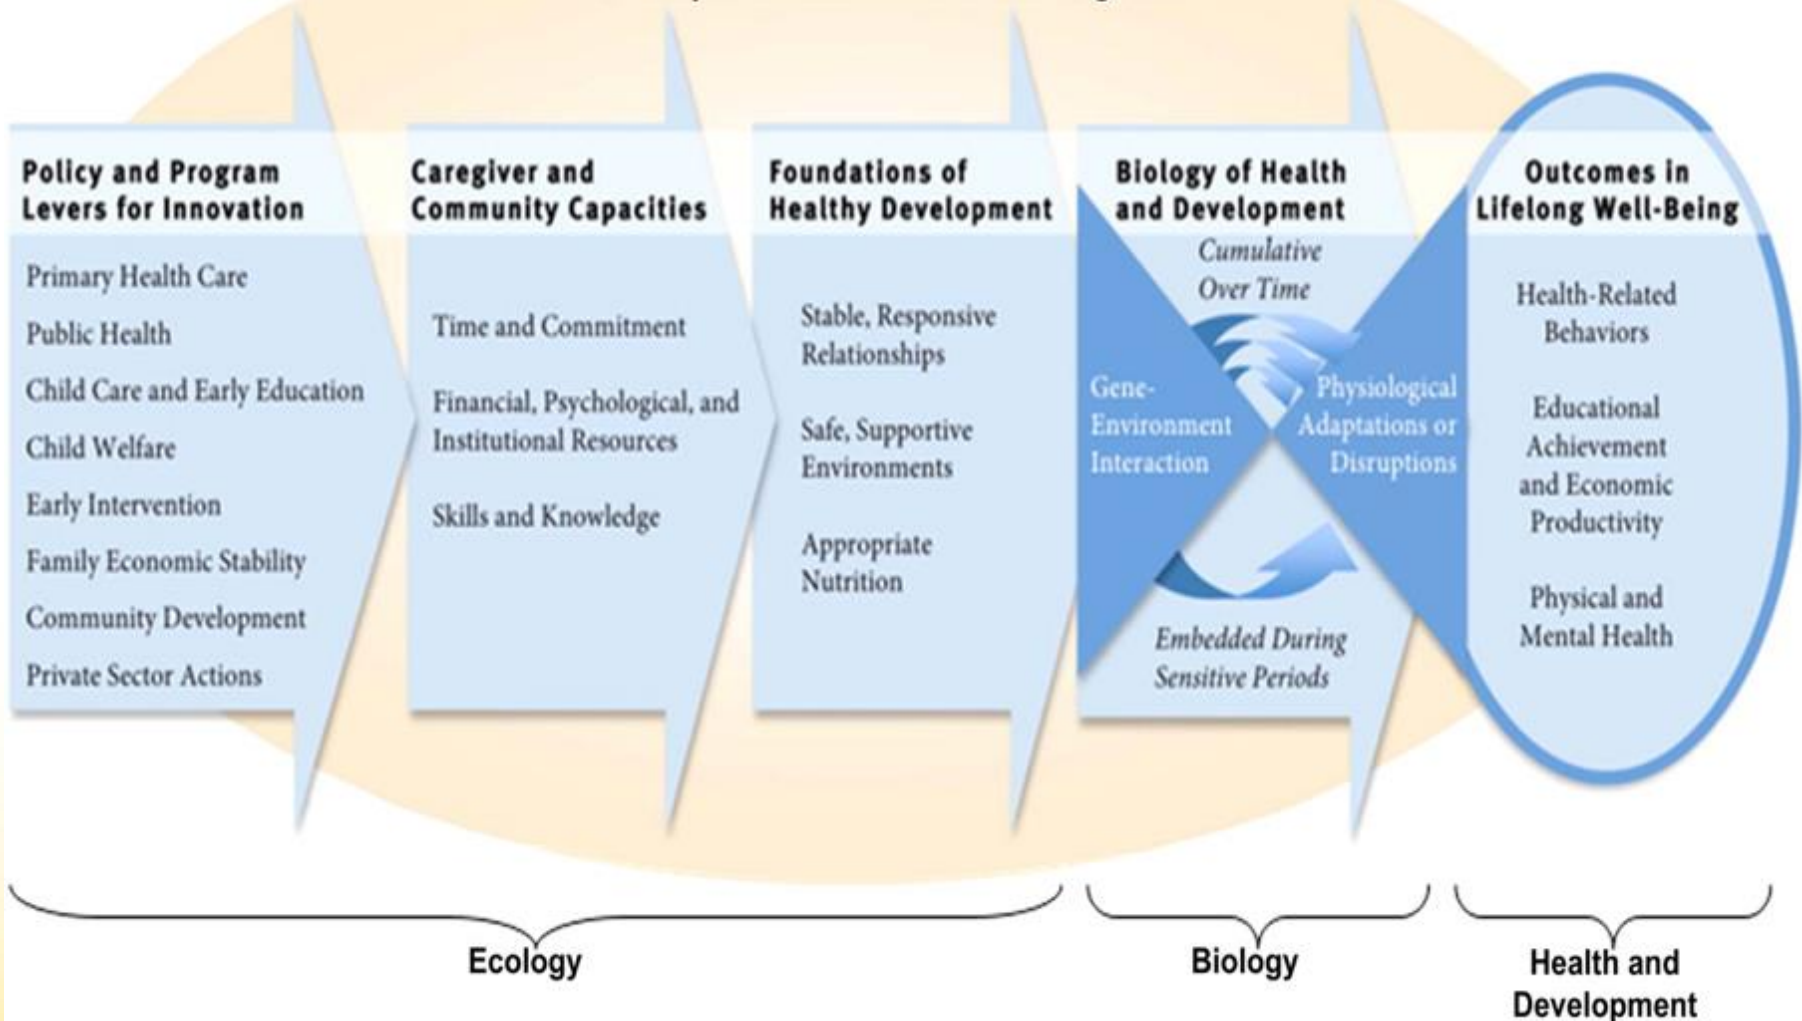 Policy and Program
Levers for Innovation
Primary Health Care
Public Health
Child Care and Early Education
Child Welfare
Early Intervention
Family Economic Stability
Community Development
Private Sector Actions
Caregiver and
Community Capacities
Time and Commitment
Financial, Psychological, and
Institutional Resources
Skills and Knowledge
Foundations of
Healthy Development
Stable, Responsive
Relationships
Safe, Supportive
Environments
Appropriate
Nutrition
Biology of Health
and Development
Cumulative
Over Time
Gene-
Environment
Interaction
Physiological
Adaptations or
Disruptions
Embedded During
Sensitive Periods
Outcomes in
Lifelong Well-Being
Health-Related
Behaviors
Educational
Achievement
and Economic
Productivity
Physical and
Mental Health
Ecology
Biology
Health and
Development